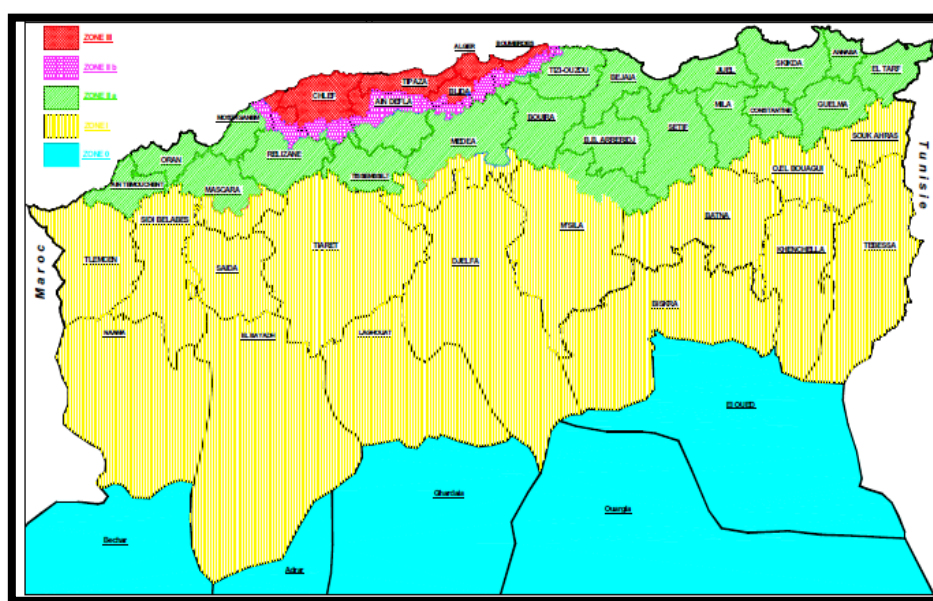 ZONE III
ZONE II b
ZONE II a
ZONE I
ZONE 0
ALGER
BOUMERDES
ANNABA
SKIKDA
EL TARF
TIZI-OUZOU
BEJAIA
JIJEL
TIPAZA
BLIDA
CHLEF
AIN DEFLA
MILA
CONSTANTINE
GUELMA
MOSTAGANEM
BOUIRA
SETIF
B.B. ARRERIDJ
SOUK AHRAS
MEDEA
RELIZANE
ORAN
O.EL BOUAGUI
TISSEMSILT
AIN TEMOUCHENT
MASCARA
Tunisie
SIDI BELABES
BATNA
M'SILA
TIARET
KHENCHELLA
TEBESSA
Maroc
TLEMCEN
SAIDA
DJELFA
BISKRA
NAAMA
EL BAYADH
LAGHOUAT
El OUED
Ghardaia
Ouargla
Bechar
Adrar